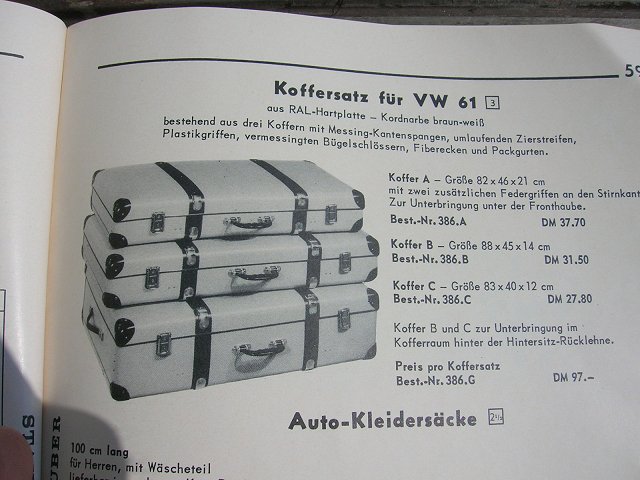 59
Koffersatz für VW 61 3
aus RAL-Hartplatte – Kordnarbe braun-weiß
bestehend aus drei Koffern mit Messing-Kantenspangen, umlaufenden Zierstreifen,
Plastikgriffen, vermessingten Bügelschlössern, Fiberecken und Packgurten.
Koffer A – Größe 82 x 46 x 21 cm
mit zwei zusätzlichen Federgriffen an den Stirnkant
Zur Unterbringung unter der Fronthaube.
Best.-Nr. 386.A DM 37.70
Koffer B – Größe 88 x 45 x 14 cm
Best.-Nr. 386.B DM 31.50
Koffer C – Größe 83 x 40 x 12 cm
Best.-Nr. 386.C DM 27.80
Koffer B und C zur Unterbringung im
Kofferraum hinter der Hintersitz-Rücklehne.
Preis pro Koffersatz
Best.-Nr. 386.G DM 97.–
Auto-Kleidersäcke 2½
100 cm lang
für Herren, mit Wäscheteil